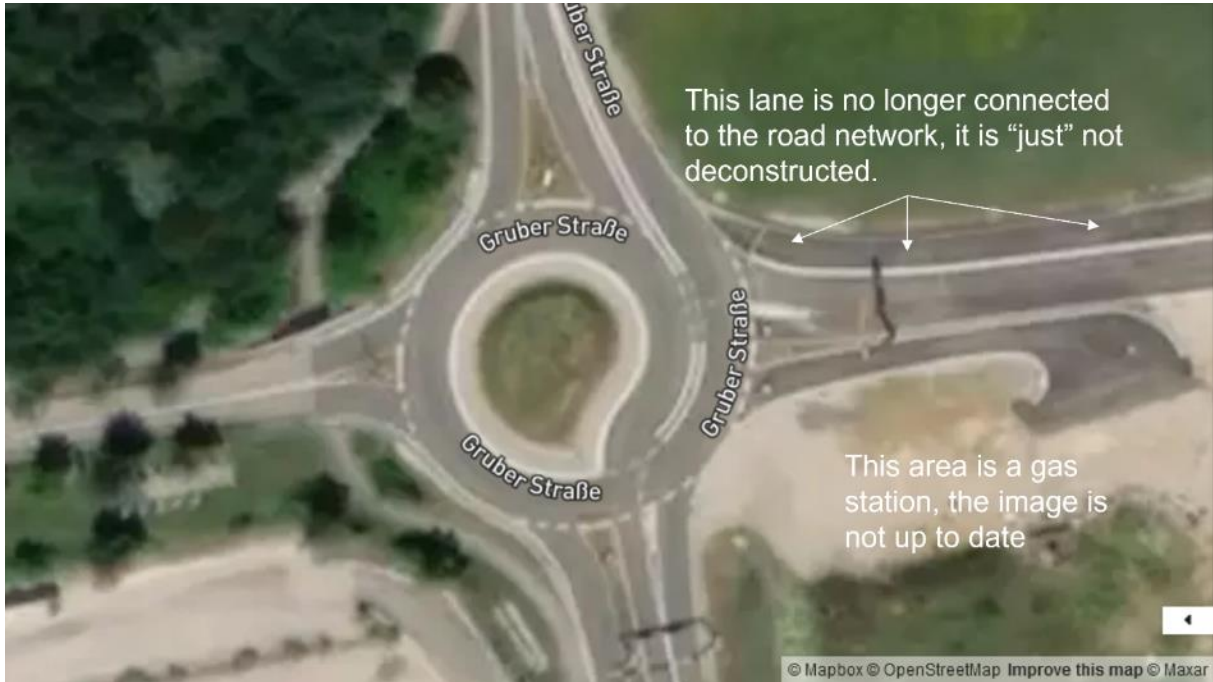 Gruber Straße
This lane is no longer connected
to the road network, it is “just” not
deconstructed.
Gruber Straße
Gruber Straße
Gruber Straße
This area is a gas
station, the image is
not up to date
© Mapbox © OpenStreetMap Improve this map © Maxar